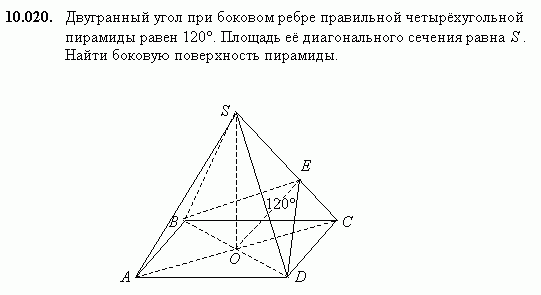 10.020. Двугранный угол при боковом ребре правильной четырёхугольной
пирамиды равен 120°. Площадь её диагонального сечения равна S.
Найти боковую поверхность пирамиды.
S
E
120°
B
C
O
A
D